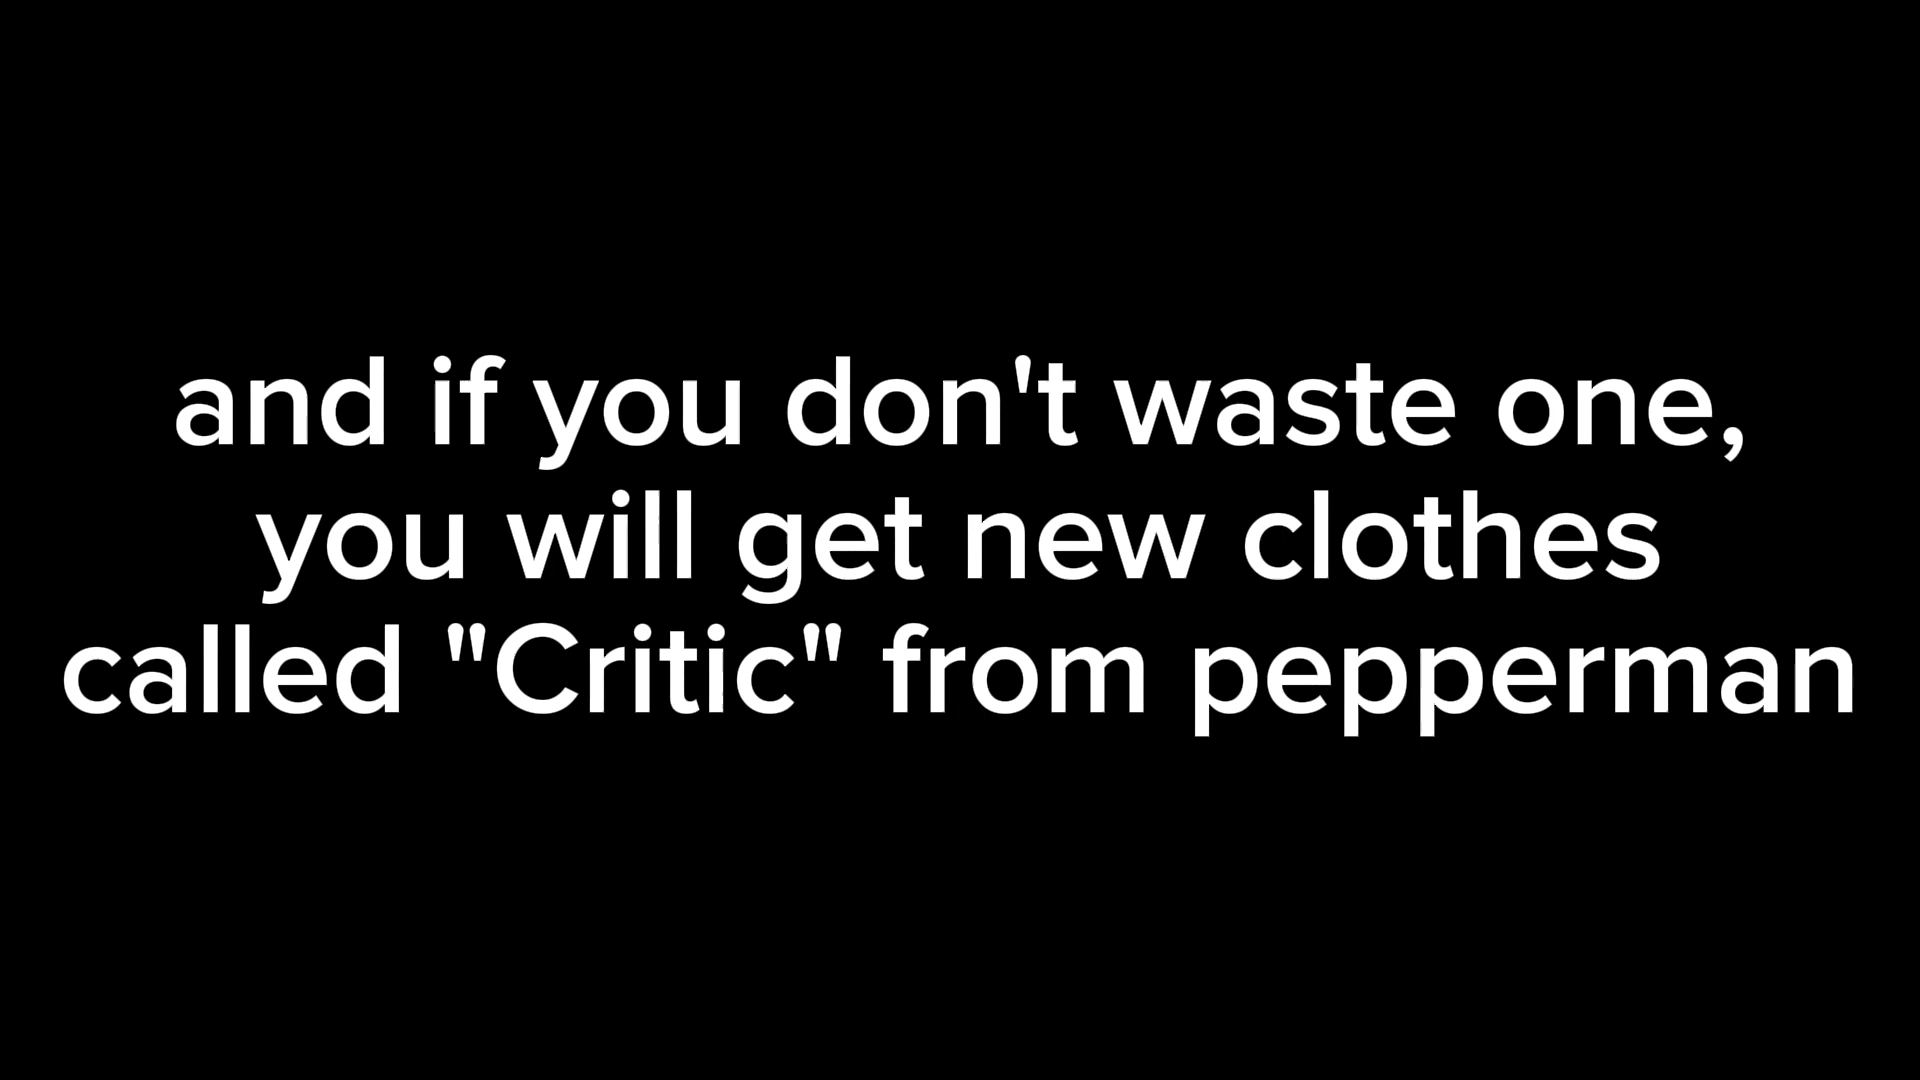 and if you don't waste one,
you will get new clothes
called "Critic" from pepperman